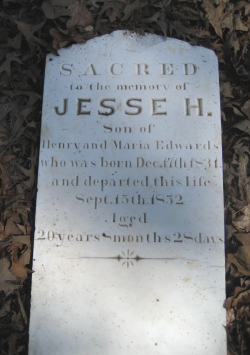 SACRED
to the memory of
JESSE H.
Son of
Henry and Maria Edwards
who was born Dec. 17th. 1831.
and departed this life
Sept. 15th. 1852
Aged
20 years 8 months 28 days